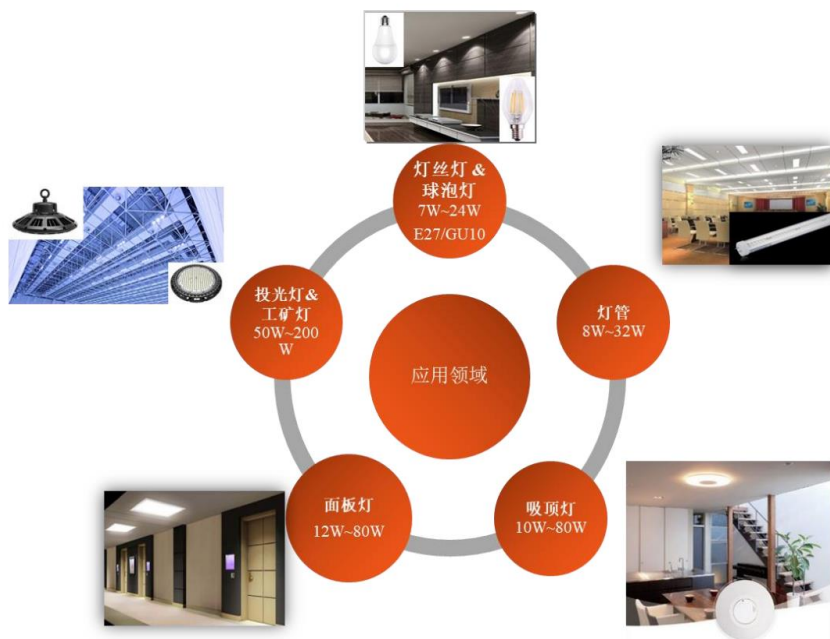 灯丝灯 &
球泡灯
7W~24W
E27/GU10
灯管
8W~32W
吸顶灯
10W~80W
面板灯
12W~80W
投光灯&
工矿灯
50W~200
W
应用领域